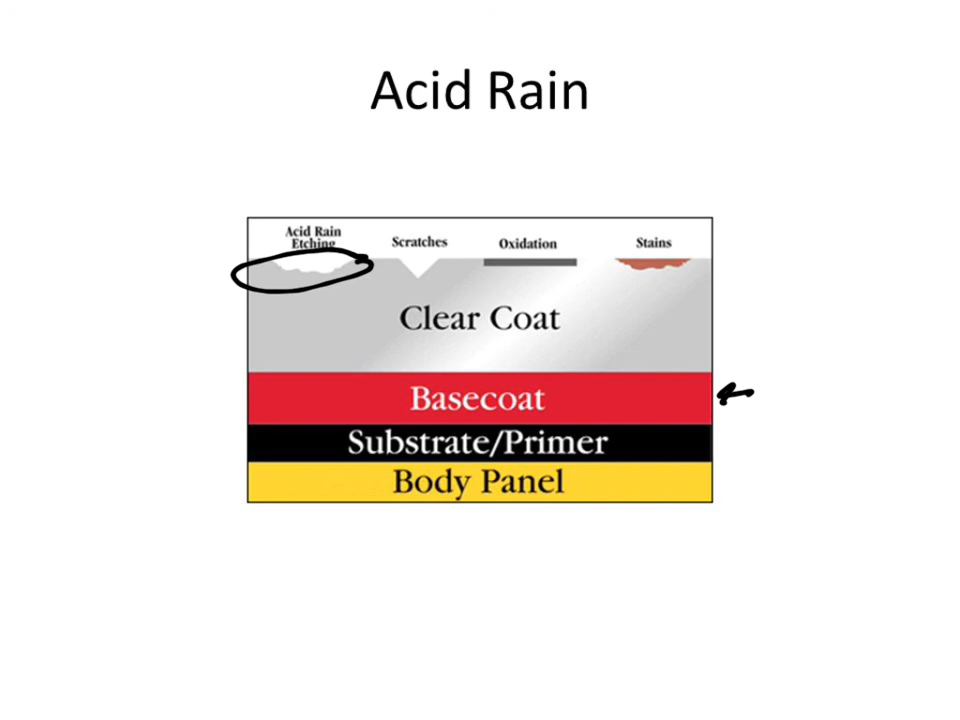 Acid Rain
Acid Rain
Etching
Scratches
Oxidation
Stains
Clear Coat
Basecoat
Substrate/Primer
Body Panel